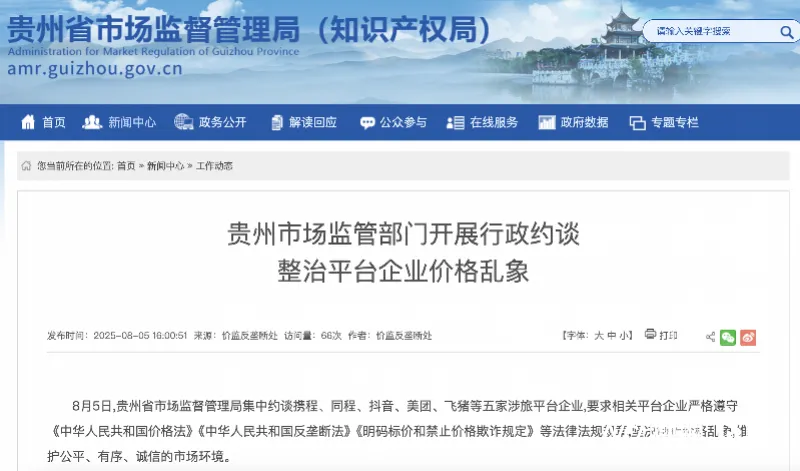 贵州省市场监督管理局（知识产权局）
Administration for Market Regulation of Guizhou Province
amr.guizhou.gov.cn
请输入关键字搜索
首页 新闻中心 政务公开 解读回应 公众参与 在线服务 政府数据 专题专栏
您当前所在的位置: 首页 » 新闻中心 » 工作动态
贵州市场监管部门开展行政约谈
整治平台企业价格乱象
发布时间：2025-08-05 16:00:51 来源：价监反垄断处 访问量：66次 作者：价监反垄断处 【字体：大 中 小】 打印
8月5日,贵州省市场监督管理局集中约谈携程、同程、抖音、美团、飞猪等五家涉旅平台企业,要求相关平台企业严格遵守
《中华人民共和国价格法》《中华人民共和国反垄断法》《明码标价和禁止价格欺诈规定》等法律法规 价格乱象,维
护公平、有序、诚信的市场环境。